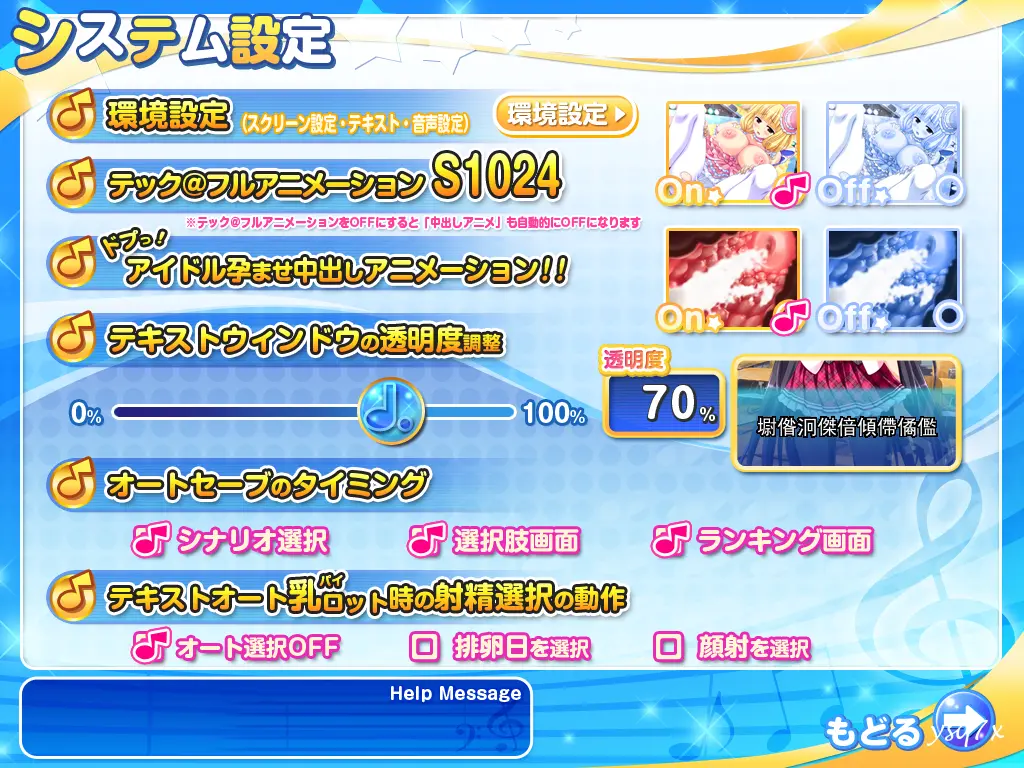 システム設定
環境設定(スクリーン設定・テキスト・音声設定)
環境設定
テック@フルアニメーション S1024
On Off
※テック@フルアニメーションをOFFにすると「中出しアニメ」も自動的にOFFになります
ドプっ!
アイドル孕ませ中出しアニメーション!!
On Off
テキストウィンドウの透明度調整
透明度
0% 100% 70%
オートセーブのタイミング
シナリオ選択 選択肢画面 ランキング画面
パイ
テキストオート乳ロット時の射精選択の動作
オート選択OFF 排卵日を選択 顔射を選択
Help Message
もどる